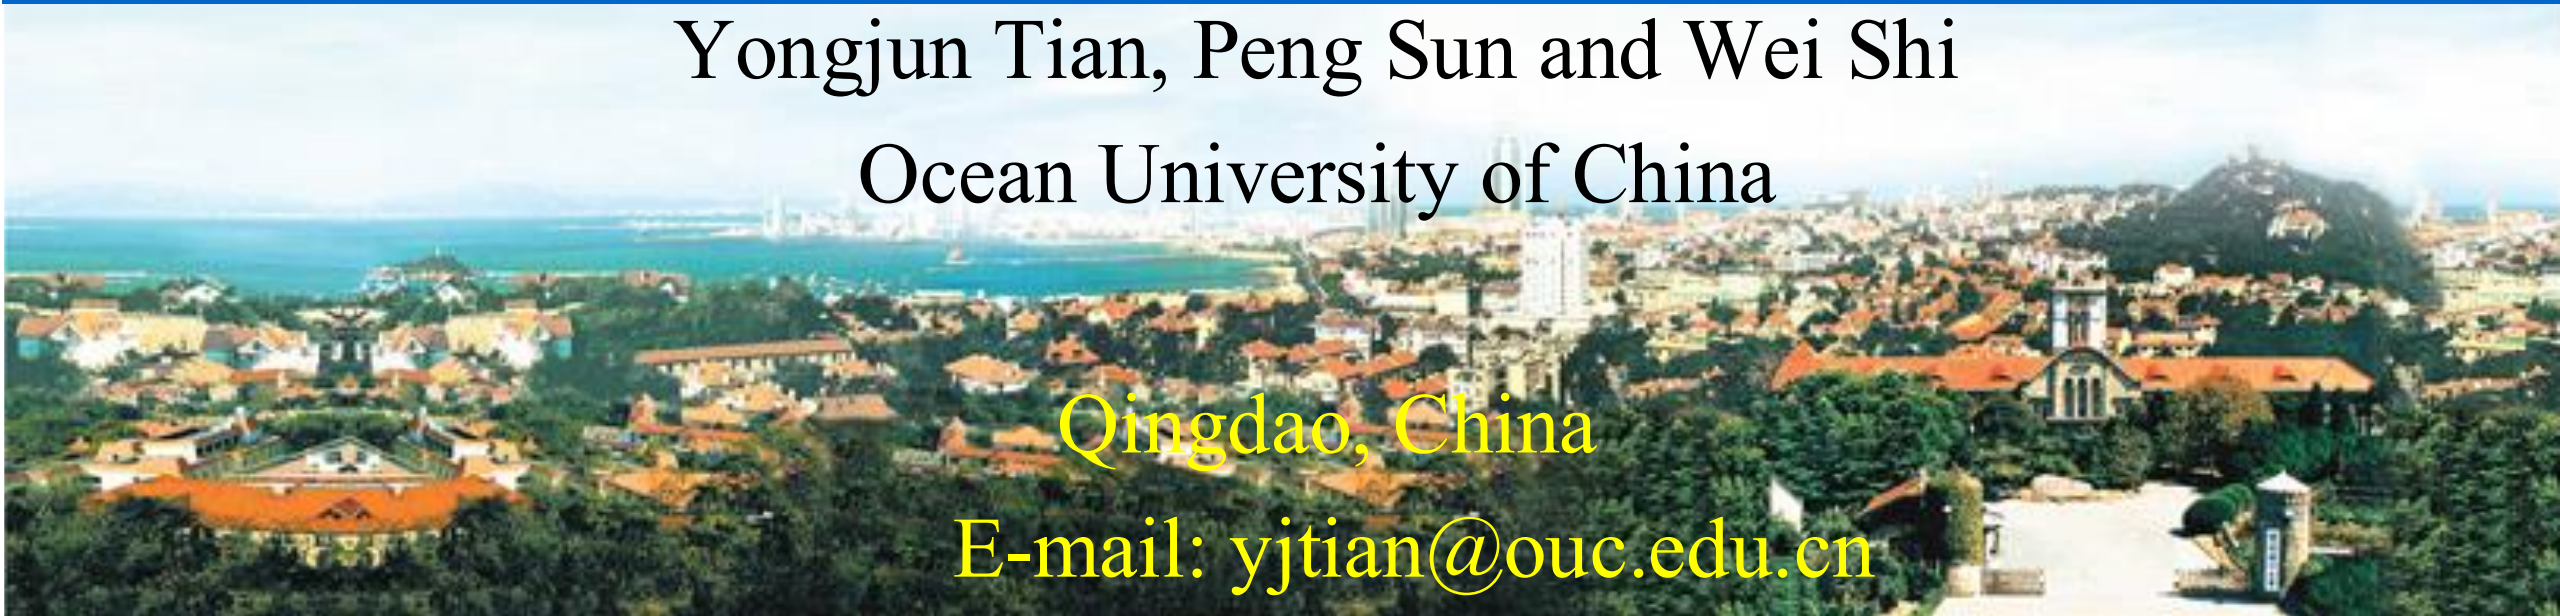 Yongjun Tian, Peng Sun and Wei Shi
Ocean University of China
Qingdao, China
E-mail: yjtian@ouc.edu.cn